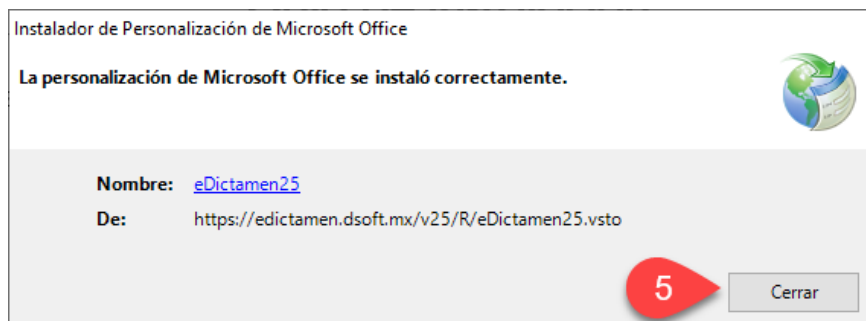 Instalador de Personalización de Microsoft Office
La personalización de Microsoft Office se instaló correctamente.
Nombre: eDictamen25
De: https://edictamen.dsoft.mx/v25/R/eDictamen25.vsto
5 Cerrar